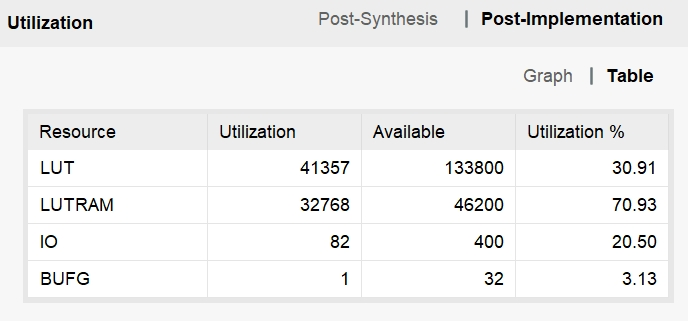 Utilization Post-Synthesis | Post-Implementation
Graph | Table
Resource Utilization Available Utilization %
LUT 41357 133800 30.91
LUTRAM 32768 46200 70.93
IO 82 400 20.50
BUFG 1 32 3.13